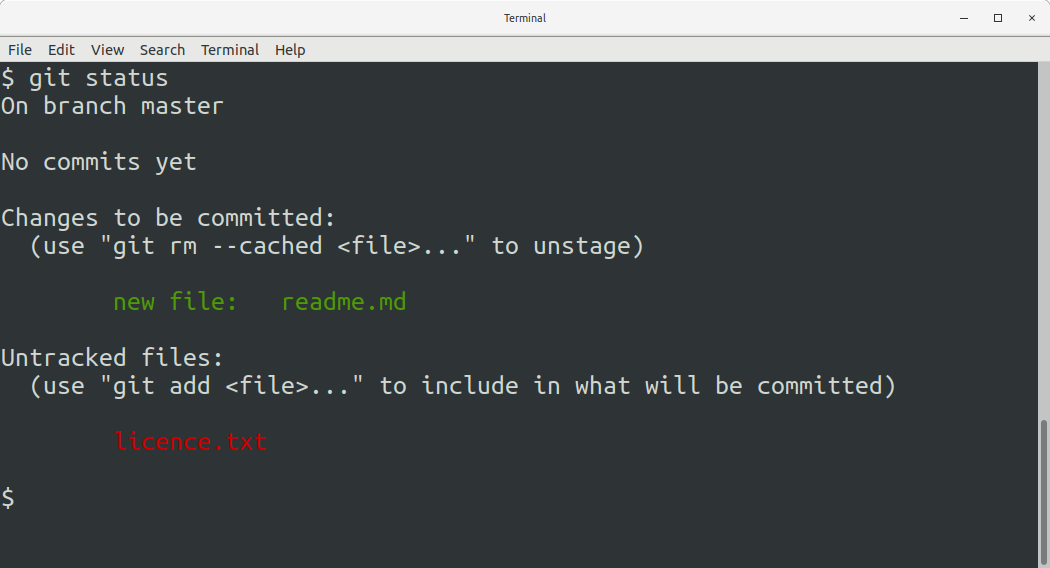 Terminal
File Edit View Search Terminal Help
$ git status
On branch master
No commits yet
Changes to be committed:
(use "git rm --cached <file>..." to unstage)
new file: readme.md
Untracked files:
(use "git add <file>..." to include in what will be committed)
licence.txt
$